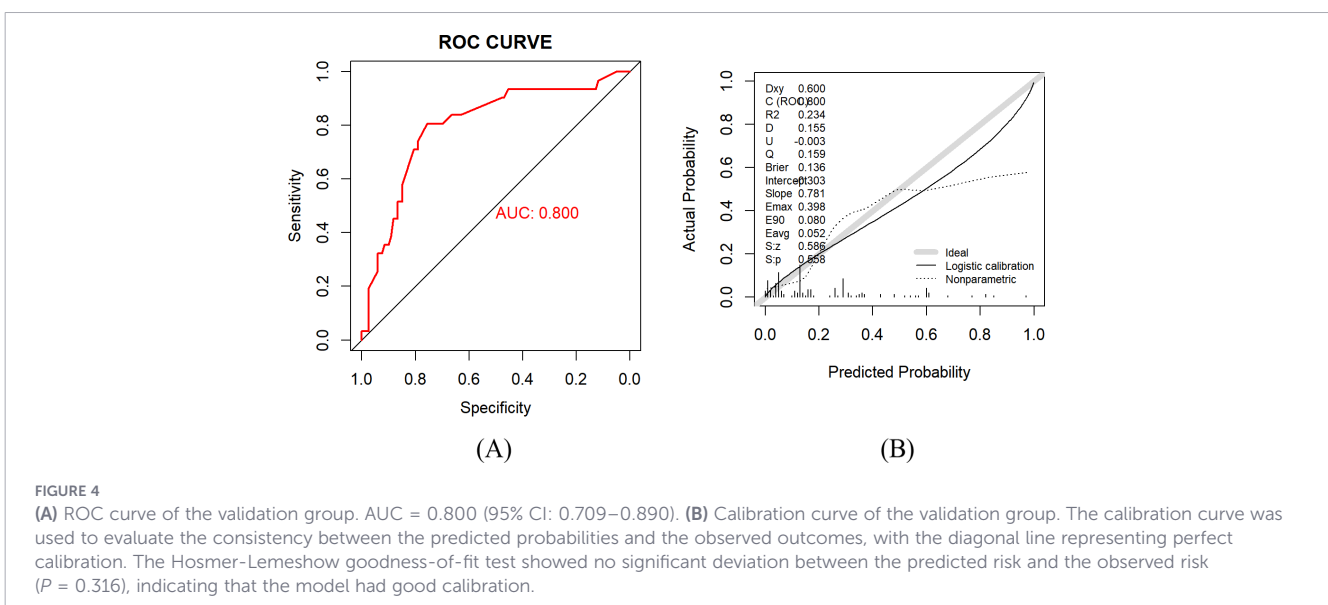 ROC CURVE
1.0
0.8
0.6
0.4
0.2
0.0
Sensitivity
AUC: 0.800
1.0 0.8 0.6 0.4 0.2 0.0
Specificity
(A)
1.0
0.8
0.6
0.4
0.2
0.0
Actual Probability
Dxy 0.600
C (ROC) 0.800
R2 0.234
D 0.155
U -0.003
Q 0.159
Brier 0.136
Intercept
Slope 0.781
Emax 0.398
E90 0.080
Eavg 0.052
S:z 0.586
S:p 0.558
Ideal
Logistic calibration
Nonparametric
0.0 0.2 0.4 0.6 0.8 1.0
Predicted Probability
(B)
FIGURE 4
(A) ROC curve of the validation group. AUC = 0.800 (95% CI: 0.709–0.890). (B) Calibration curve of the validation group. The calibration curve was
used to evaluate the consistency between the predicted probabilities and the observed outcomes, with the diagonal line representing perfect
calibration. The Hosmer-Lemeshow goodness-of-fit test showed no significant deviation between the predicted risk and the observed risk
(P = 0.316), indicating that the model had good calibration.